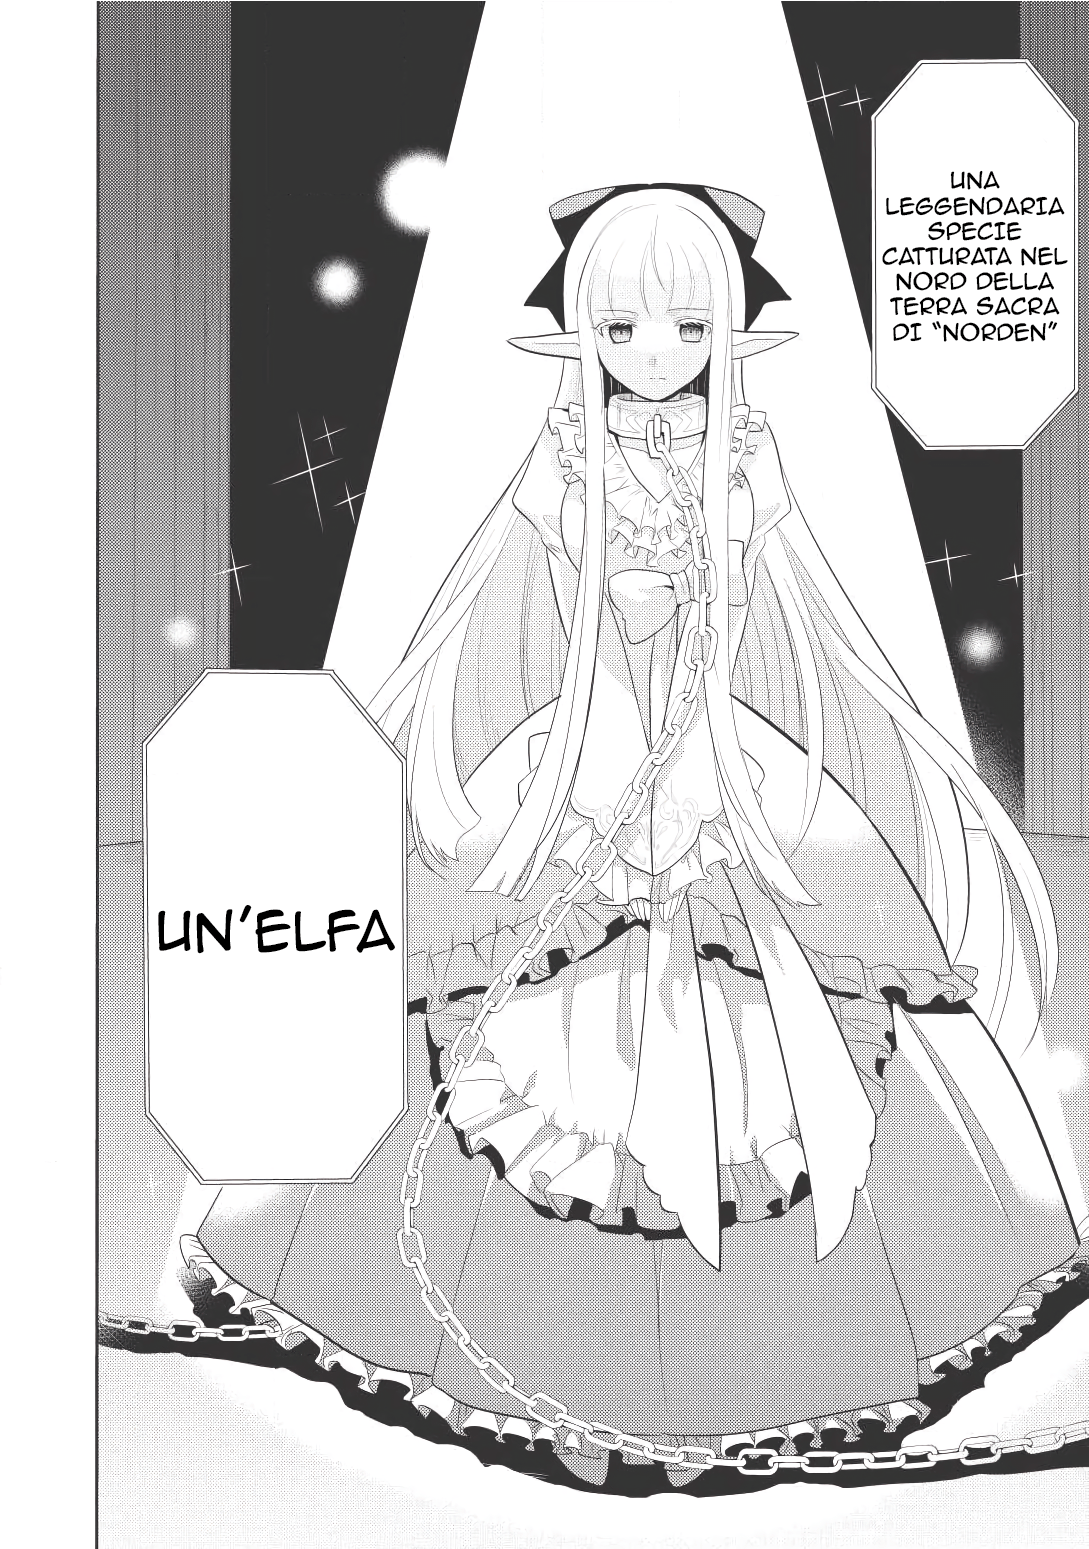 UNA
LEGGENDARIA
SPECIE
CATTURATA NEL
NORD DELLA
TERRA SACRA
DI "NORDEN"
UN'ELFA